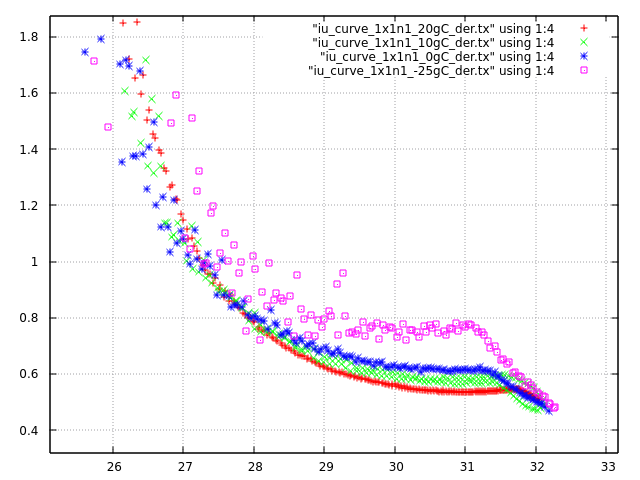 "iu_curve_1x1n1_20gC_der.tx" using 1:4
"iu_curve_1x1n1_10gC_der.tx" using 1:4
"iu_curve_1x1n1_0gC_der.tx" using 1:4
"iu_curve_1x1n1_-25gC_der.tx" using 1:4
1.8
1.6
1.4
1.2
1
0.8
0.6
0.4
26 27 28 29 30 31 32 33